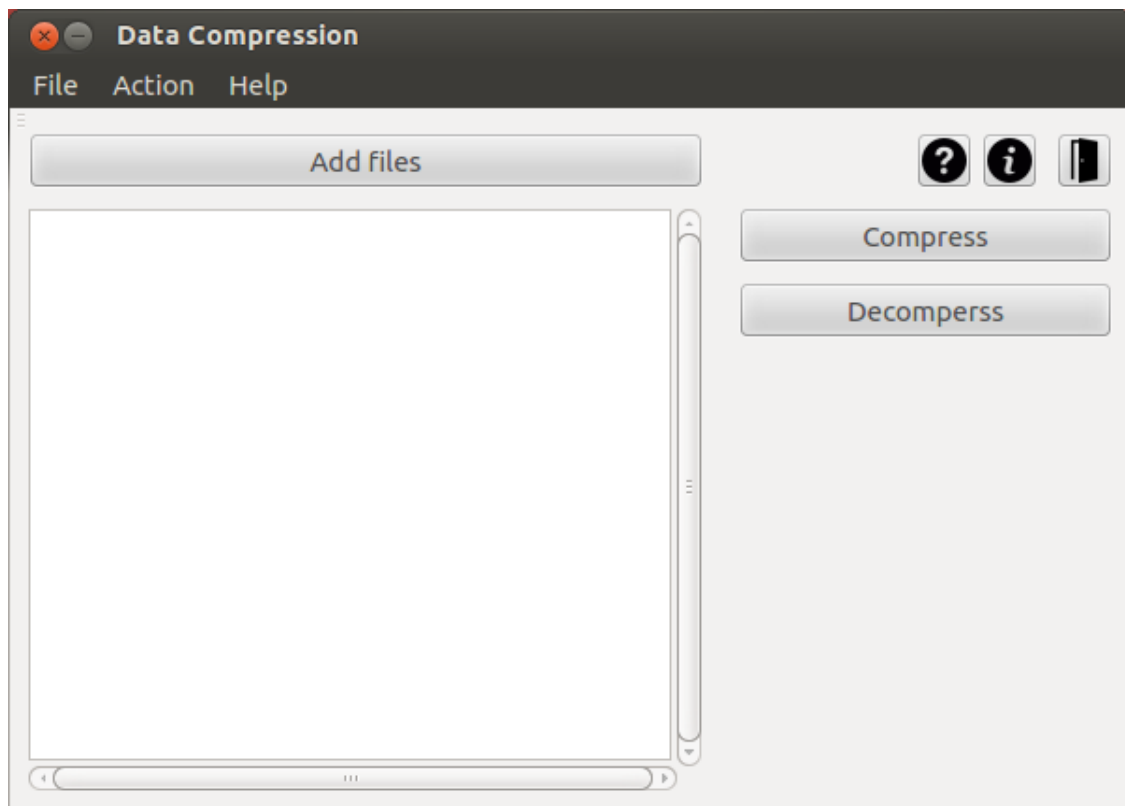 Data Compression
File Action Help
Add files
Compress
Decomperss